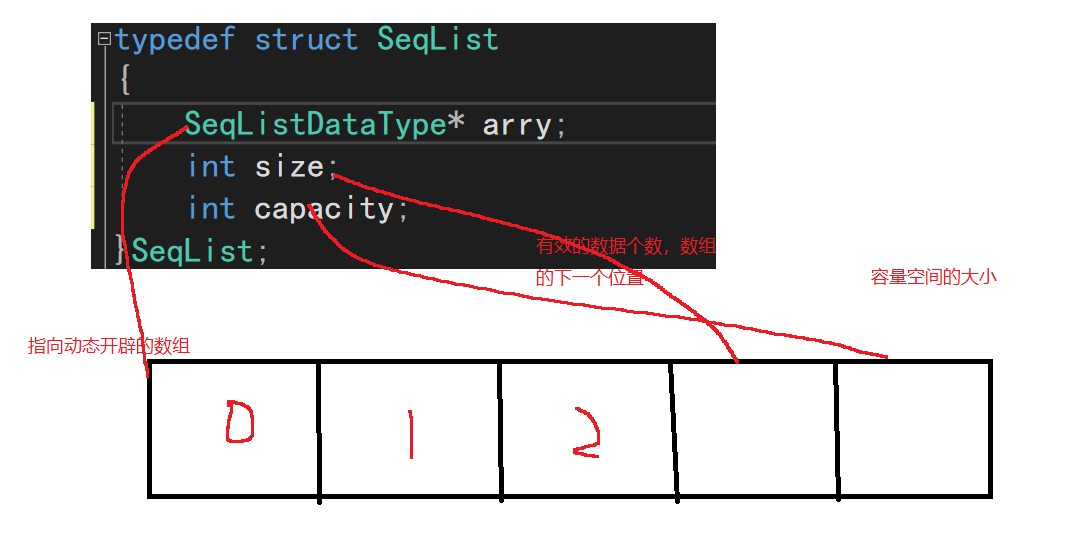 typedef struct SeqList
{
SeqListDataType* arry;
int size;
int capacity;
}SeqList;
有效的数据个数，数组
的下一个位置
容量空间的大小
指向动态开辟的数组
0 1 2